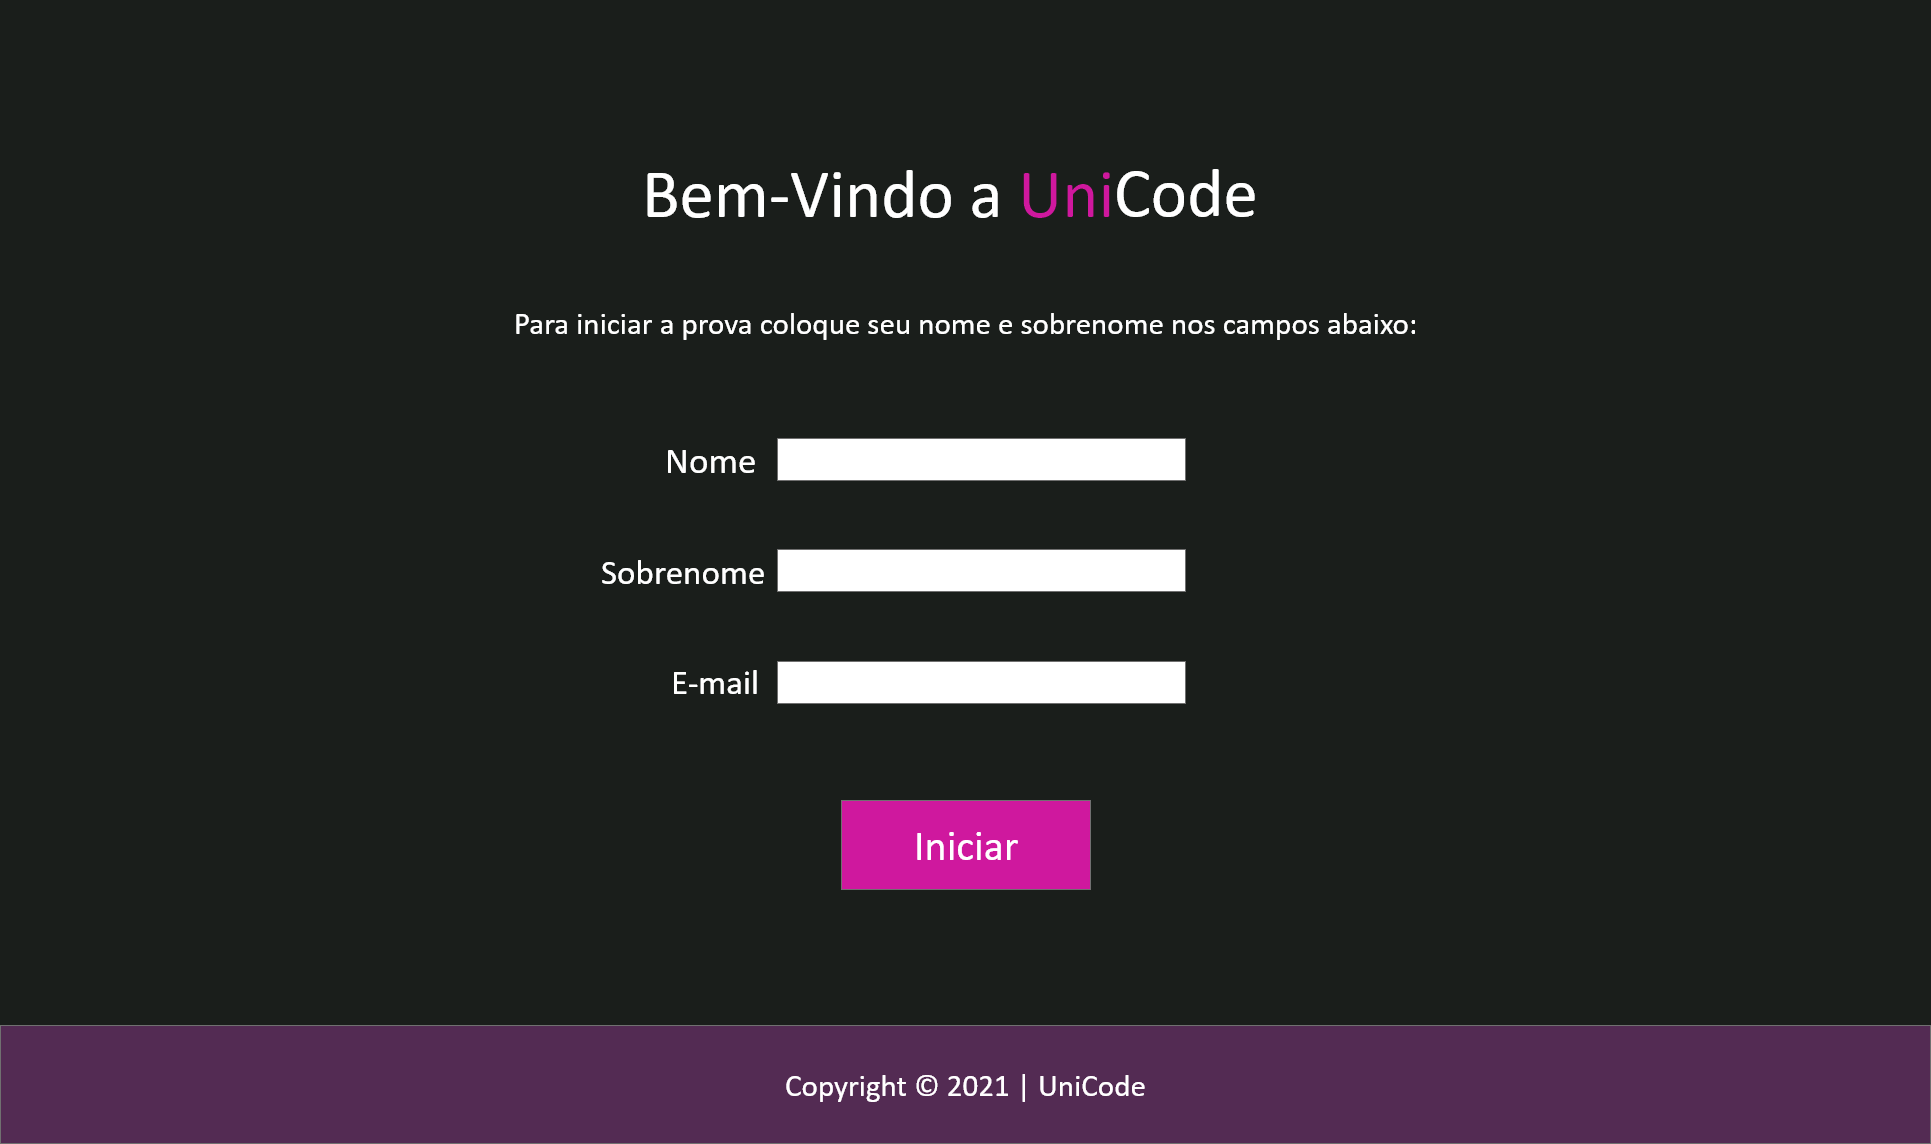 Bem-Vindo a UniCode
Para iniciar a prova coloque seu nome e sobrenome nos campos abaixo:
Nome
Sobrenome
E-mail
Iniciar
Copyright © 2021 | UniCode